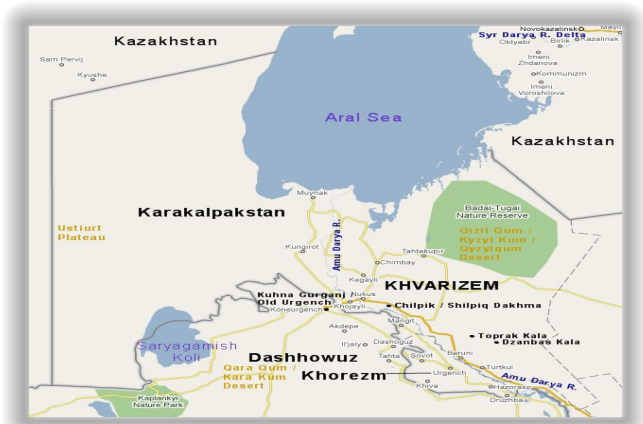 Novokazalinsk
Syr Darya R. Delta
Oktyabr
Birlik
Kazalinsk
Kazakhstan
Sam Pervij
Kyushe
Imeni
Zhdanova
Kommunizm
Imeni
Voroshilova
Aral Sea
Kazakhstan
Muynak
Karakalpakstan
Badai-Tugai
Nature Reserve
Ustiurt
Plateau
Amu Darya R.
Qizil Qum /
Kyzyl Kum /
Qyzylqum
Desert
Kungirot
Tahtakupir
Chimbay
Kegayli
KHVARIZEM
Kuhna Gurganj /
Old Urgench
Koneurgench
Nukus
Khojayli
Chilpik / Shilpiq Dakhma
Mangit
Akdepe
Toprak Kala
Dzanbas Kala
Saryagamish
Koli
Il'jaly
Dashoguz
Dashhowuz
Tahta
Sovot
Beruni
Qara Qum /
Kara Kum
Desert
Khorezm
Urgench
Turtkul
Amu Darya R.
Khiva
Hazorasp
Druzhba
Kaplankyr
Nature Park